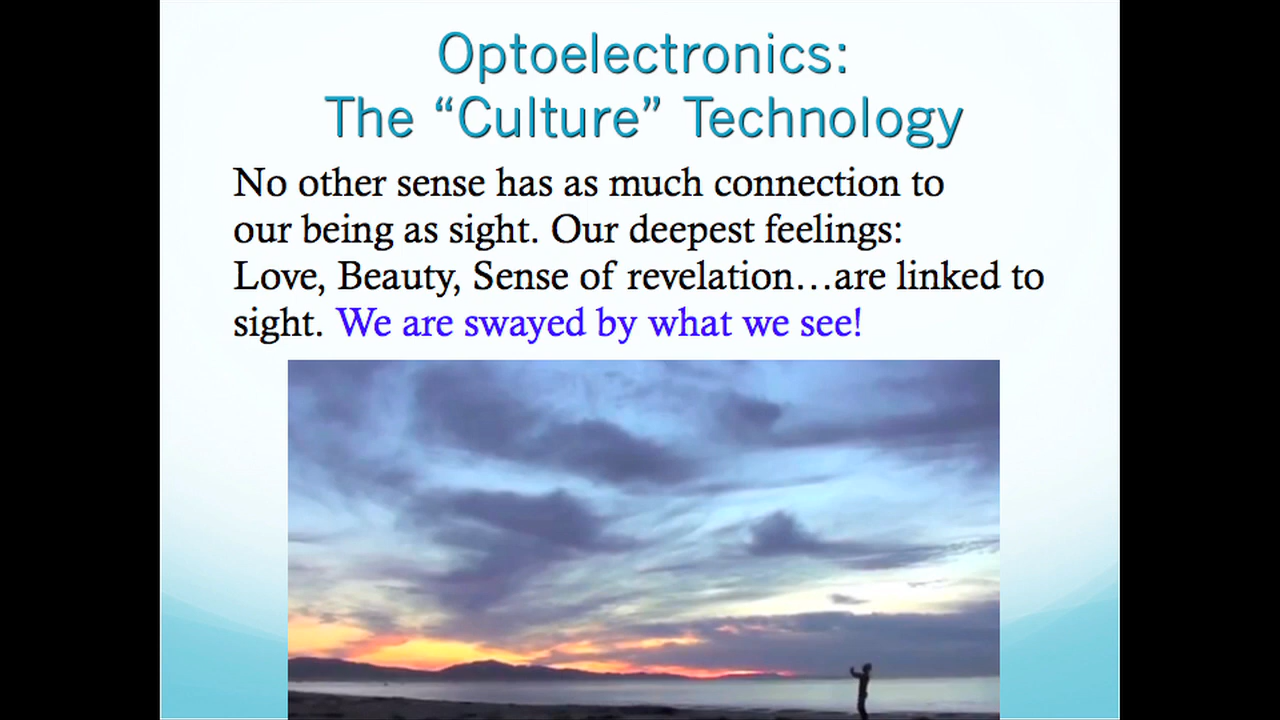 Optoelectronics:
The “Culture” Technology
No other sense has as much connection to
our being as sight. Our deepest feelings:
Love, Beauty, Sense of revelation…are linked to
sight. We are swayed by what we see!